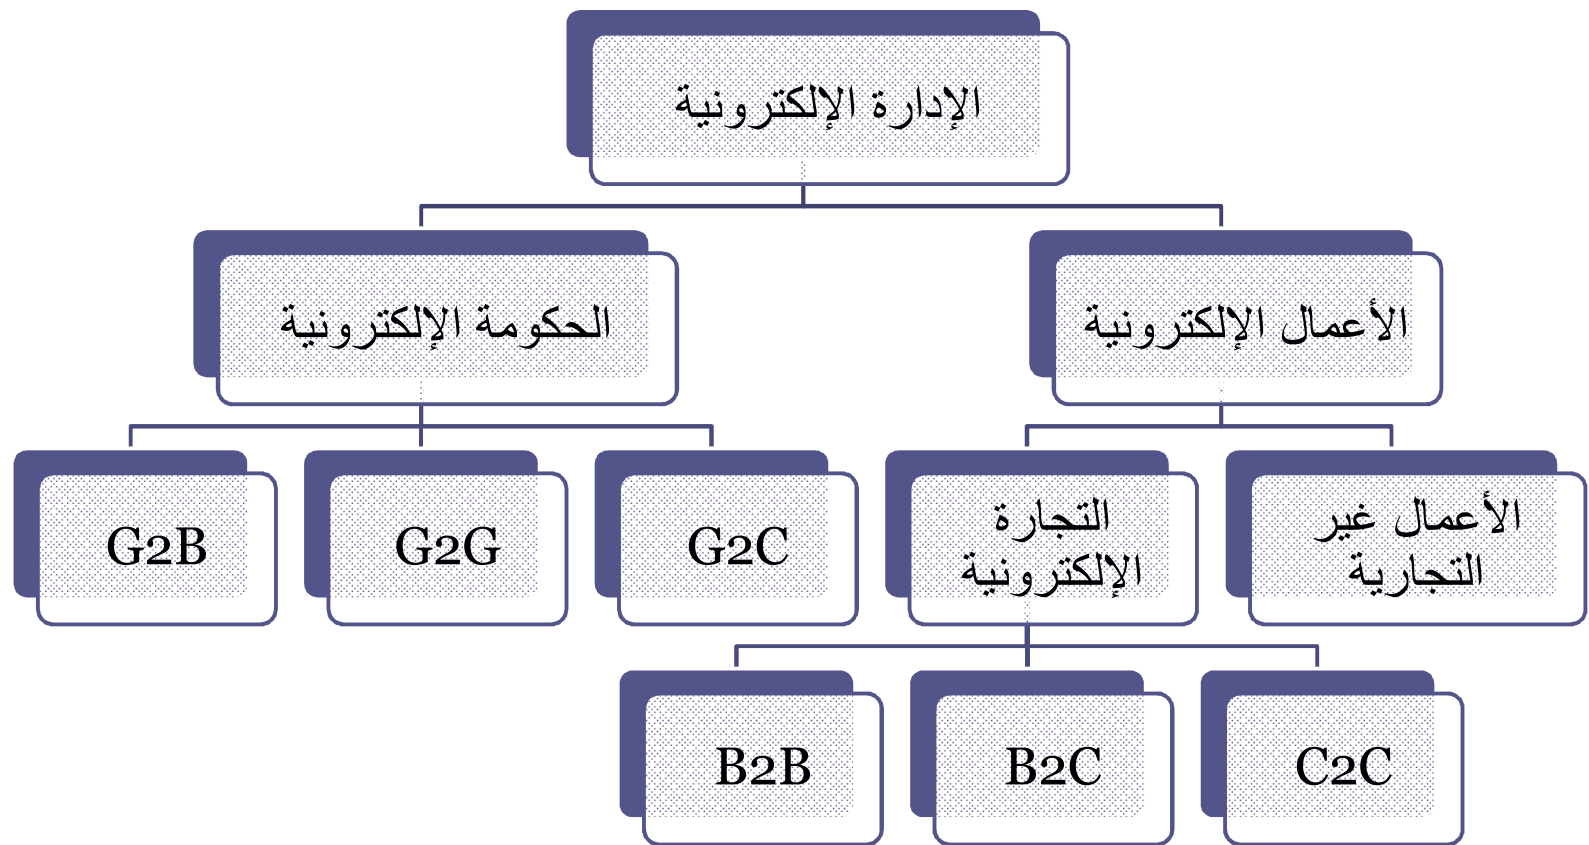 الإدارة الإلكترونية
الأعمال الإلكترونية
الحكومة الإلكترونية
الأعمال غير
التجارية
التجارة
الإلكترونية
G2C
G2G
G2B
C2C
B2C
B2B